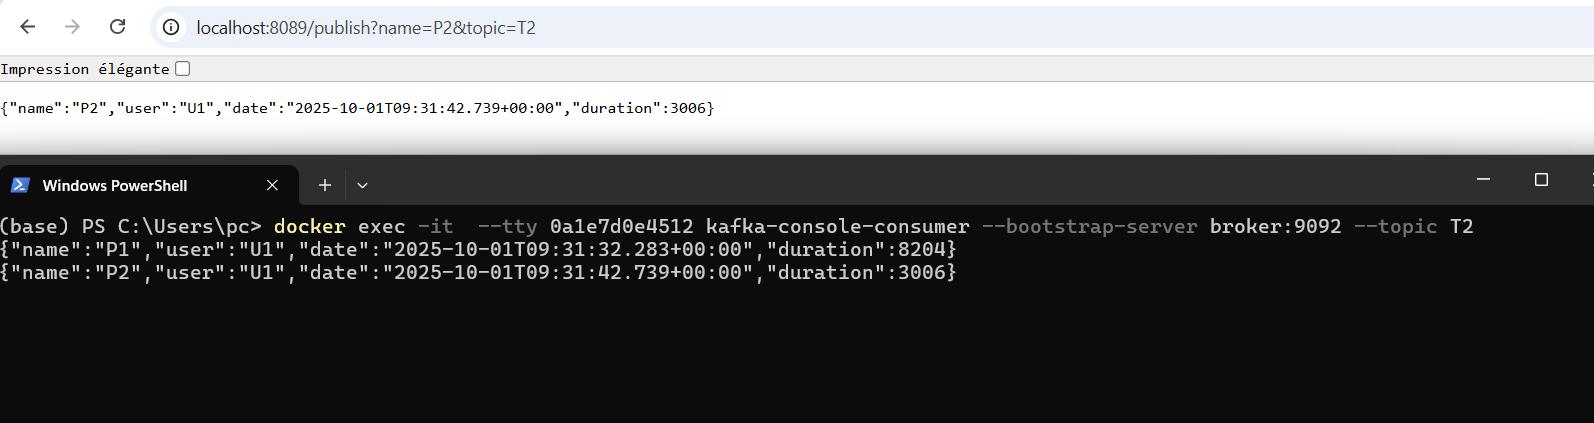 localhost:8089/publish?name=P2&topic=T2
Impression élégante
{"name":"P2","user":"U1","date":"2025-10-01T09:31:42.739+00:00","duration":3006}
Windows PowerShell
(base) PS C:\Users\pc> docker exec -it  --tty 0a1e7d0e4512 kafka-console-consumer --bootstrap-server broker:9092 --topic T2
{"name":"P1","user":"U1","date":"2025-10-01T09:31:32.283+00:00","duration":8204}
{"name":"P2","user":"U1","date":"2025-10-01T09:31:42.739+00:00","duration":3006}